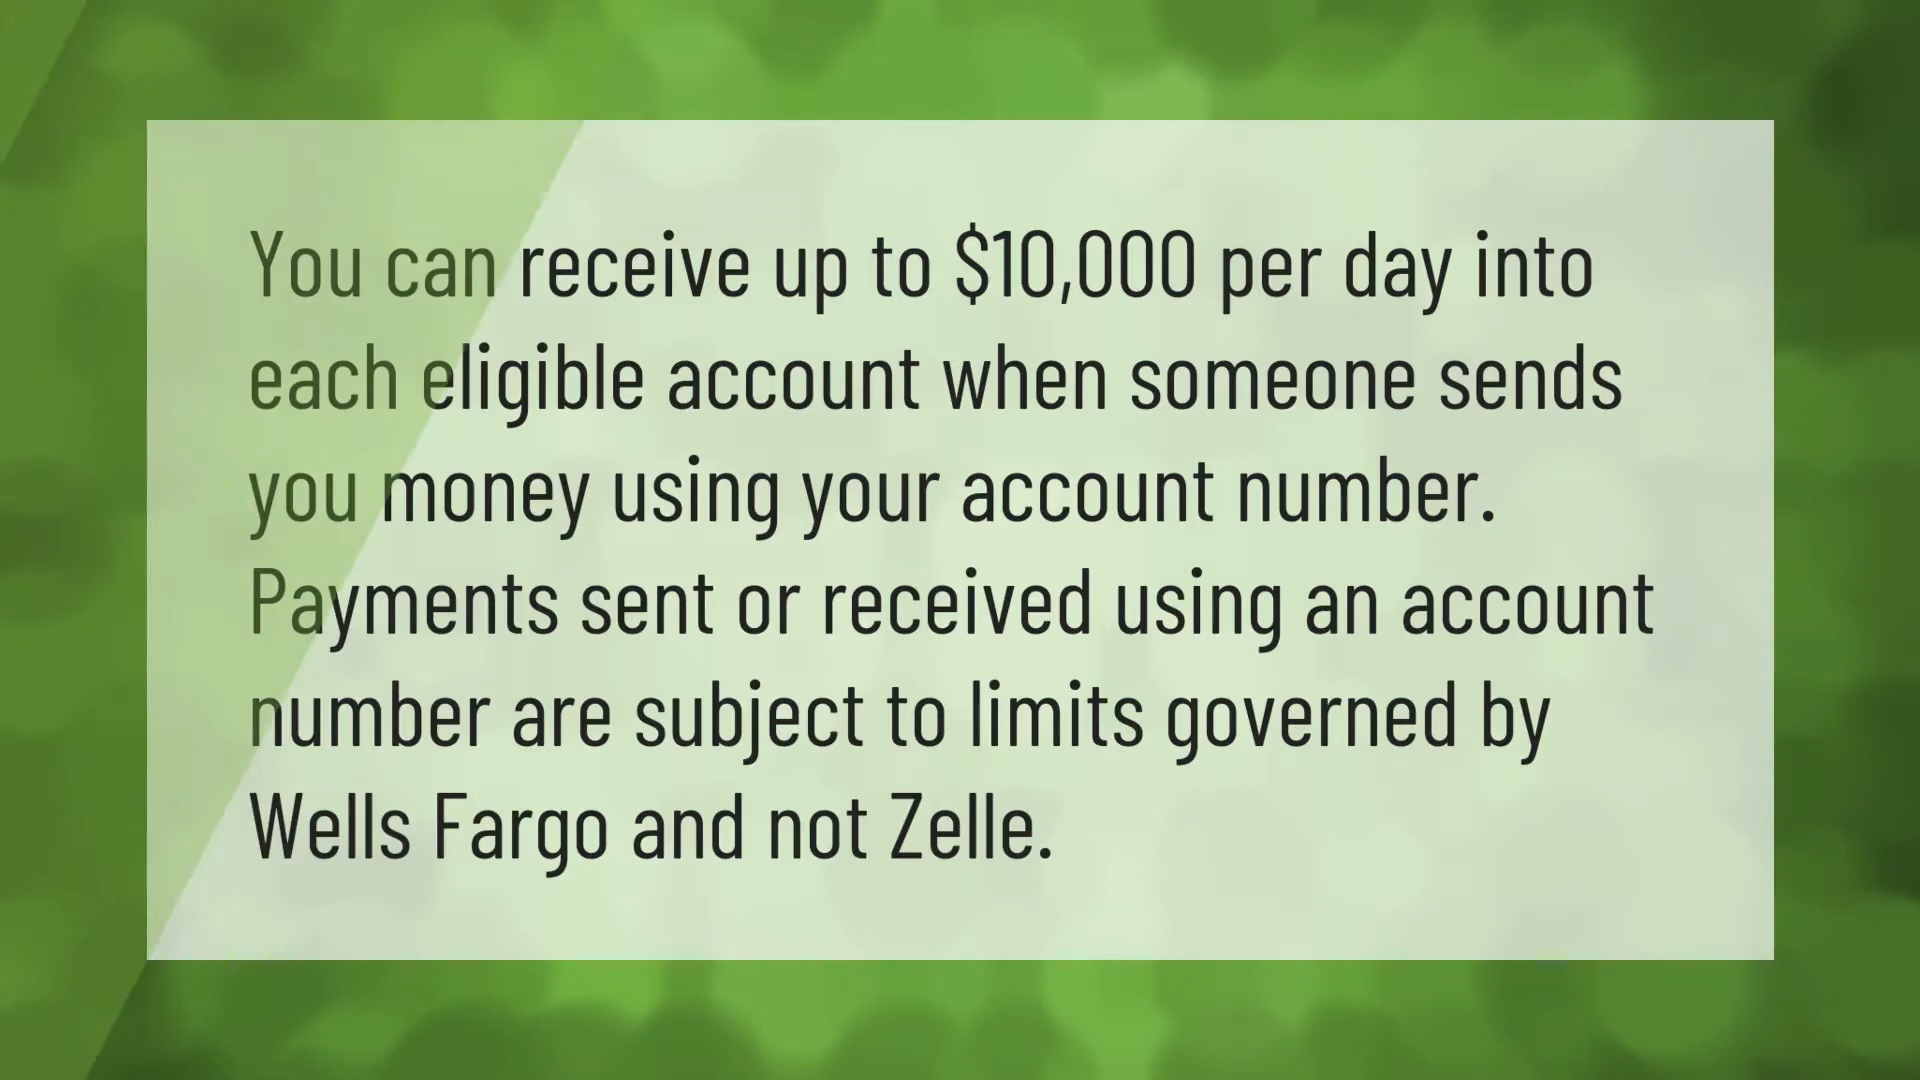 You can receive up to $10,000 per day into
each eligible account when someone sends
you money using your account number.
Payments sent or received using an account
number are subject to limits governed by
Wells Fargo and not Zelle.